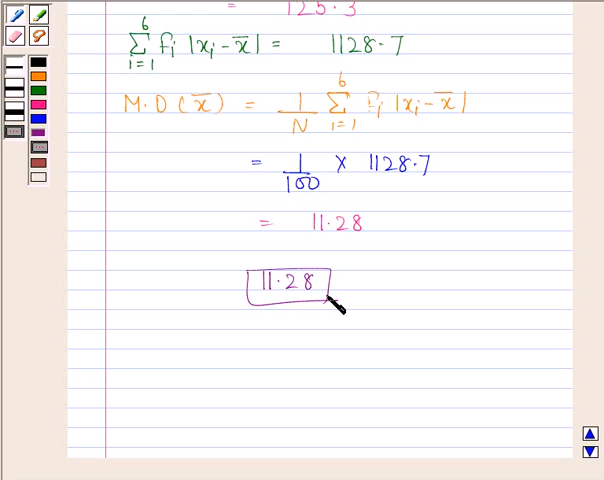 = 125.3
6
∑ fi |xi - x̄| = 1128.7
i=1
M.D (x̄) = 1/N 6∑i=1 fi |xi - x̄|
= 1/100 × 1128.7
= 11.28
11.28